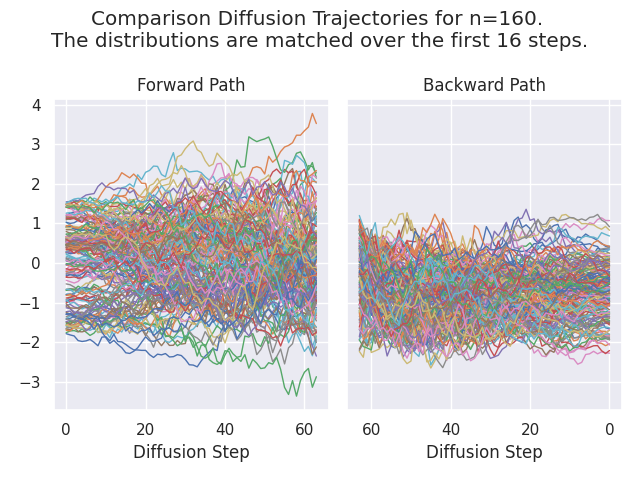 Comparison Diffusion Trajectories for n=160.
The distributions are matched over the first 16 steps.
Forward Path
Backward Path
4
3
2
1
0
−1
−2
−3
0 20 40 60
60 40 20 0
Diffusion Step
Diffusion Step